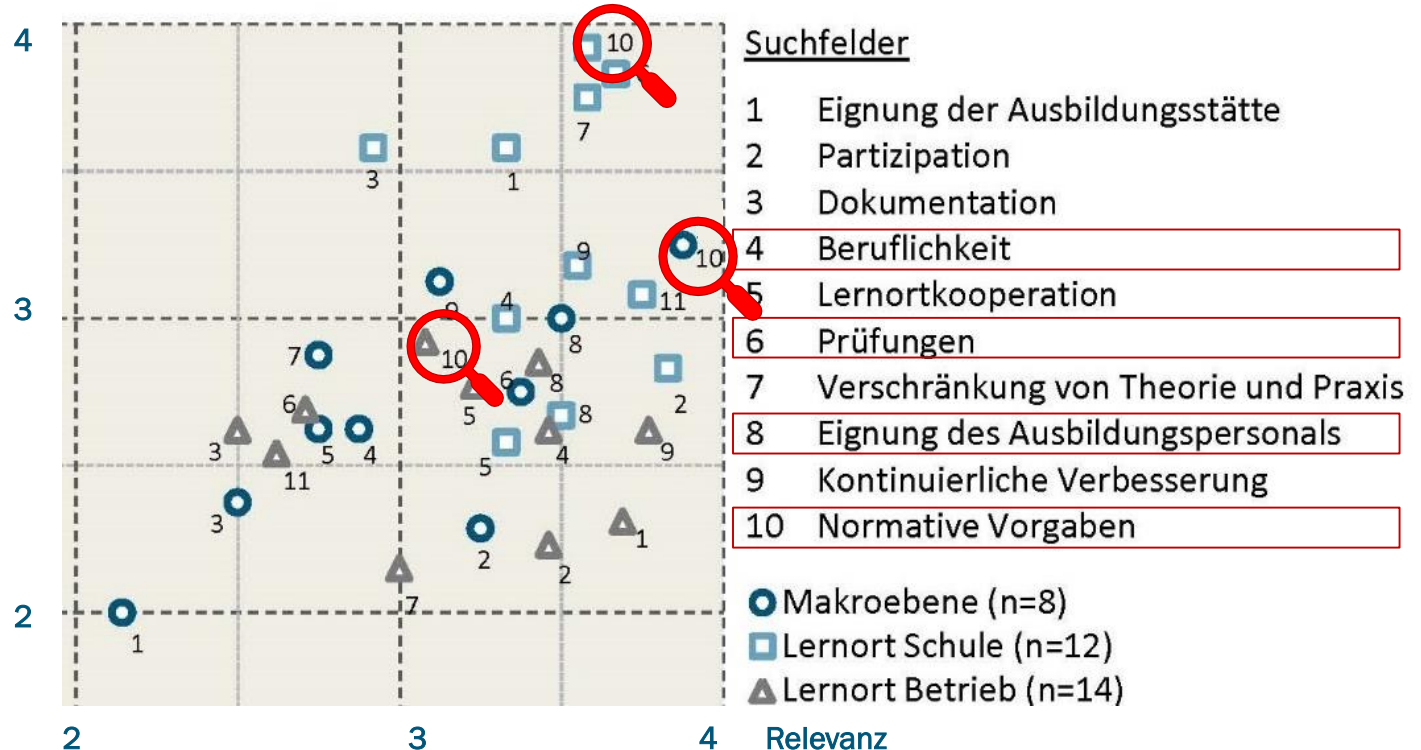 4
3
2
2 3 4 Relevanz
10
6
7
3
1
9
10
11
4
9
8
7
10
6
8
5
2
6
8
3
5
4
5
4
9
11
3
2
1
2
7
1
Suchfelder
1 Eignung der Ausbildungsstätte
2 Partizipation
3 Dokumentation
4 Beruflichkeit
5 Lernortkooperation
6 Prüfungen
7 Verschränkung von Theorie und Praxis
8 Eignung des Ausbildungspersonals
9 Kontinuierliche Verbesserung
10 Normative Vorgaben
Makroebene (n=8)
Lernort Schule (n=12)
Lernort Betrieb (n=14)